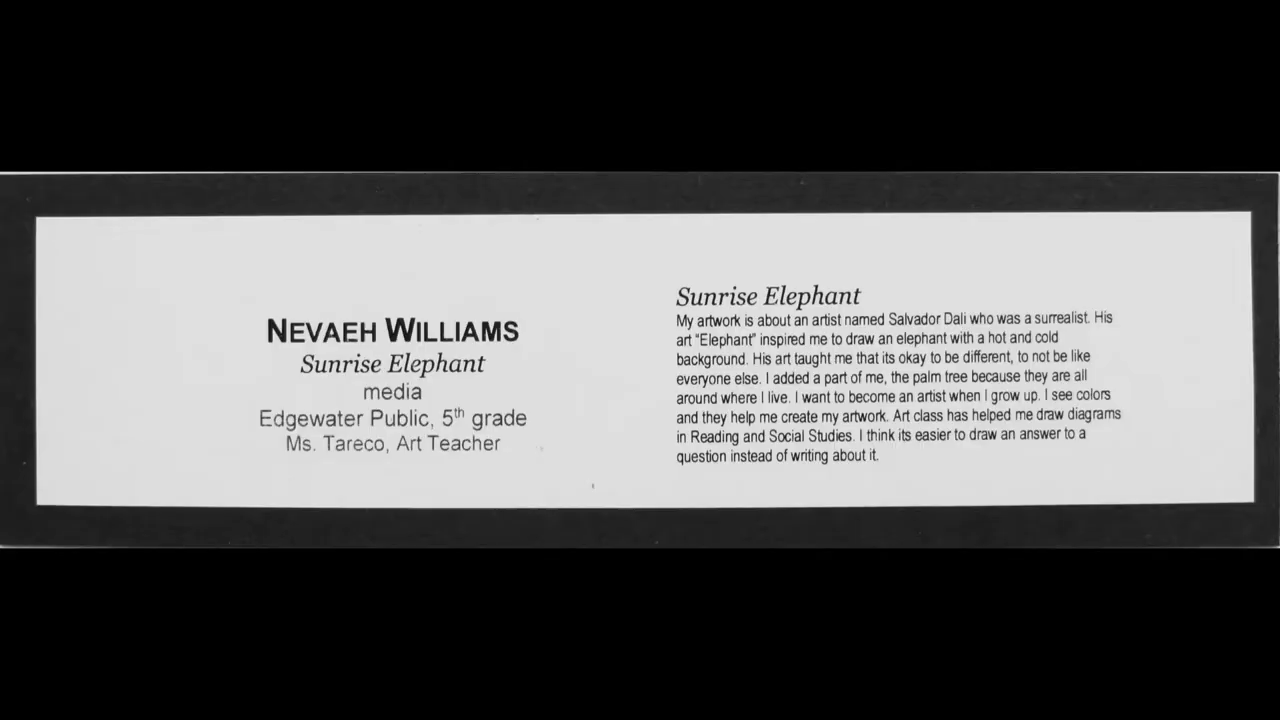 NEVAEH WILLIAMS
Sunrise Elephant
media
Edgewater Public, 5th grade
Ms. Tareco, Art Teacher
Sunrise Elephant
My artwork is about an artist named Salvador Dali who was a surrealist. His
art "Elephant" inspired me to draw an elephant with a hot and cold
background. His art taught me that its okay to be different, to not be like
everyone else. I added a part of me, the palm tree because they are all
around where I live. I want to become an artist when I grow up. I see colors
and they help me create my artwork. Art class has helped me draw diagrams
in Reading and Social Studies. I think its easier to draw an answer to a
question instead of writing about it.